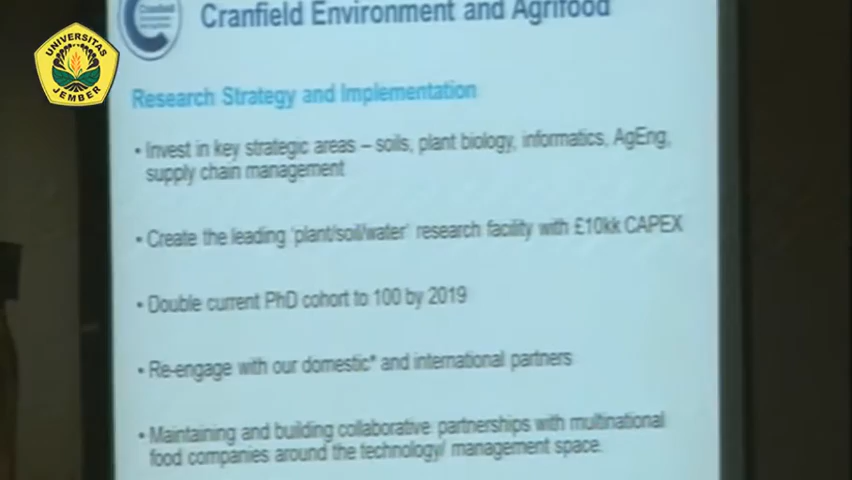 UNIVERSITAS
JEMBER
Cranfield
Cranfield Environment and Agrifood
Research Strategy and Implementation
• Invest in key strategic areas – soils, plant biology, informatics, AgEng,
supply chain management
• Create the leading 'plant/soil/water' research facility with £10kk CAPEX
• Double current PhD cohort to 100 by 2019
• Re-engage with our domestic* and international partners
• Maintaining and building collaborative partnerships with multinational
food companies around the technology/ management space.